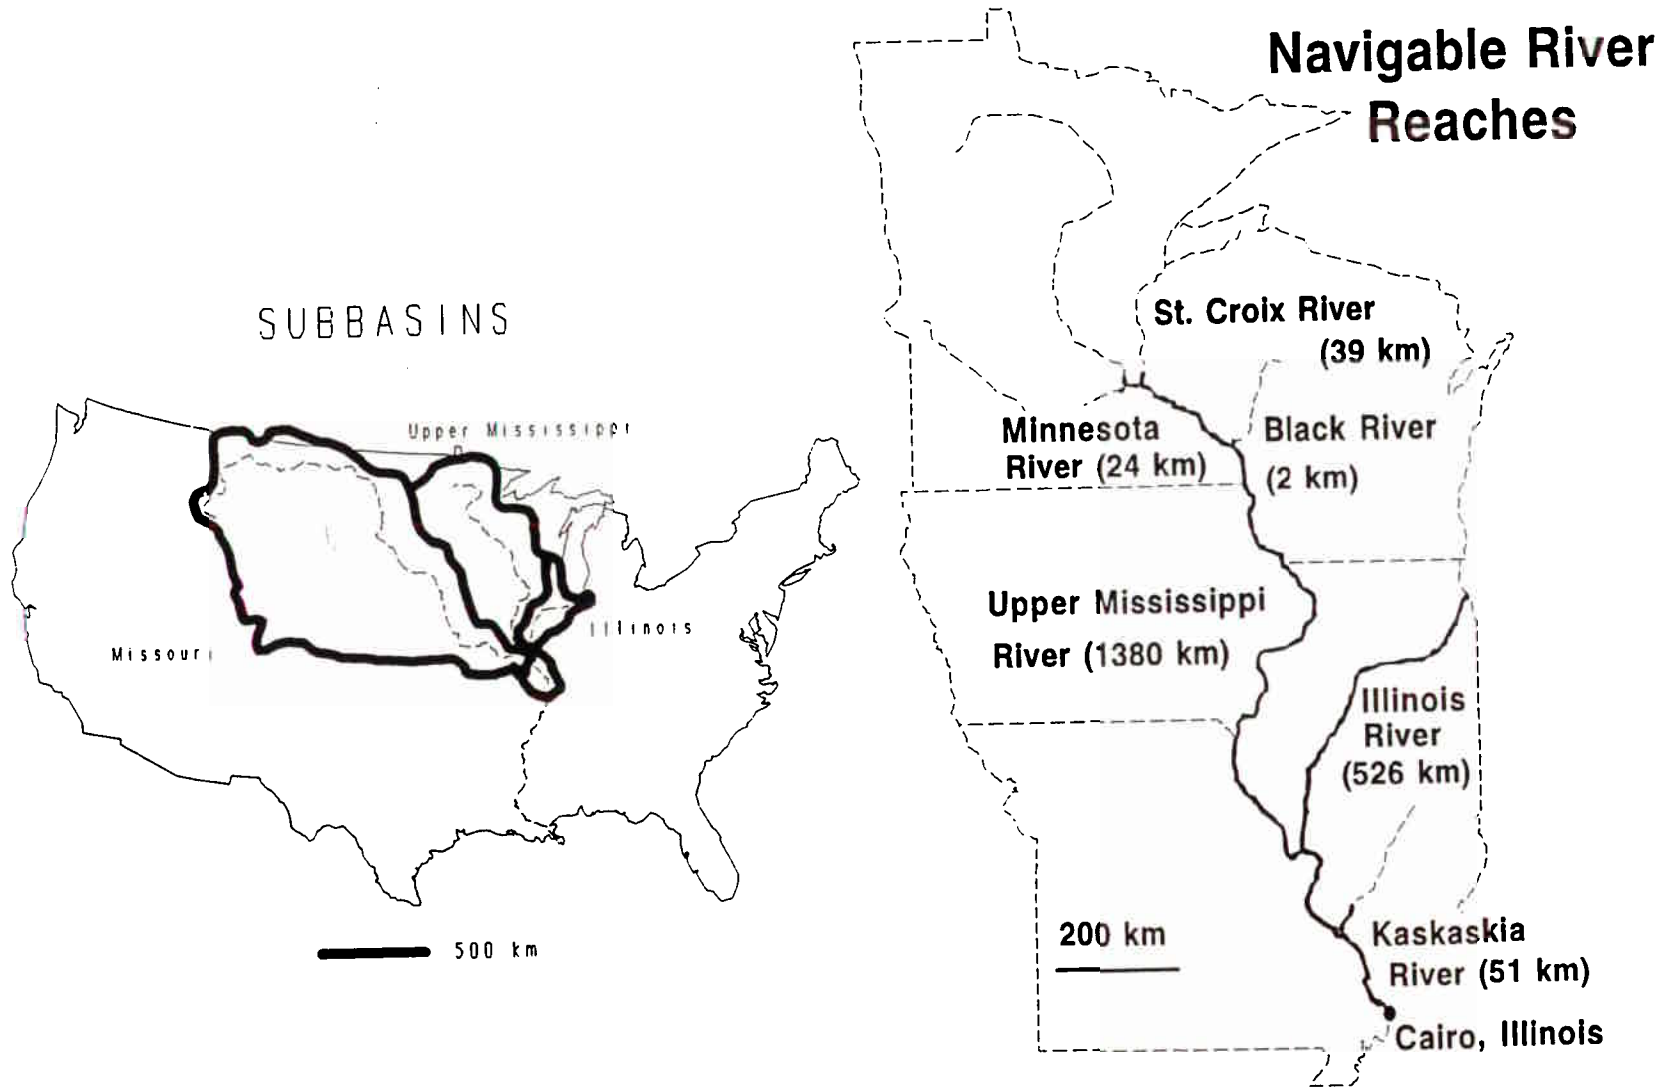 Navigable River
Reaches
SUBBASINS
Upper Mississippi
Missouri
Illinois
500 km
St. Croix River
(39 km)
Minnesota
River (24 km)
Black River
(2 km)
Upper Mississippi
River (1380 km)
Illinois
River
(526 km)
200 km
Kaskaskia
River (51 km)
Cairo, Illinois